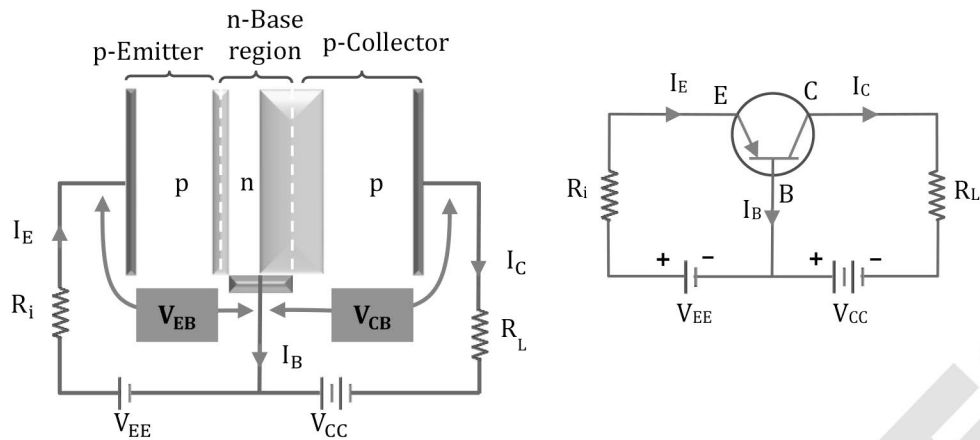 n-Base
region
p-Emitter
p-Collector
p
n
p
I_E
I_C
R_i
V_EB
V_CB
R_L
I_B
V_EE
V_CC
I_E
E
C
I_C
R_i
R_L
B
I_B
+ −
+ −
V_EE
V_CC